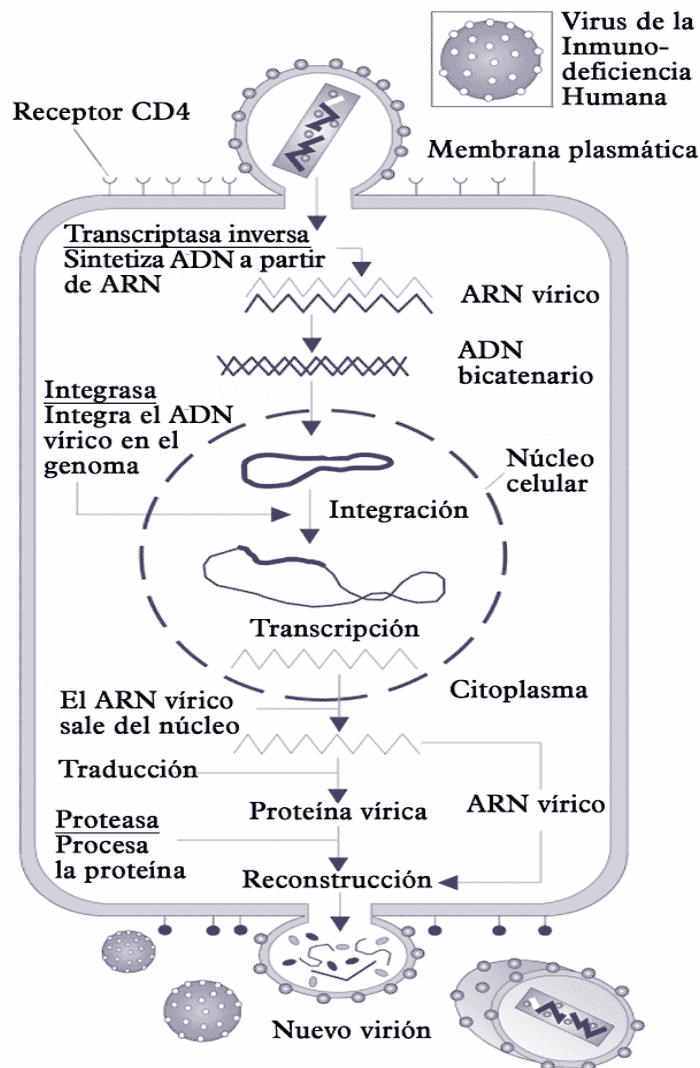 Virus de la
Inmuno-
deficiencia
Humana
Receptor CD4
Membrana plasmática
Transcriptasa inversa
Sintetiza ADN a partir
de ARN
ARN vírico
ADN
bicatenario
Integrasa
Integra el ADN
vírico en el
genoma
Núcleo
celular
Integración
Transcripción
Citoplasma
El ARN vírico
sale del núcleo
Traducción
Proteína vírica
ARN vírico
Proteasa
Procesa
la proteína
Reconstrucción
Nuevo virión